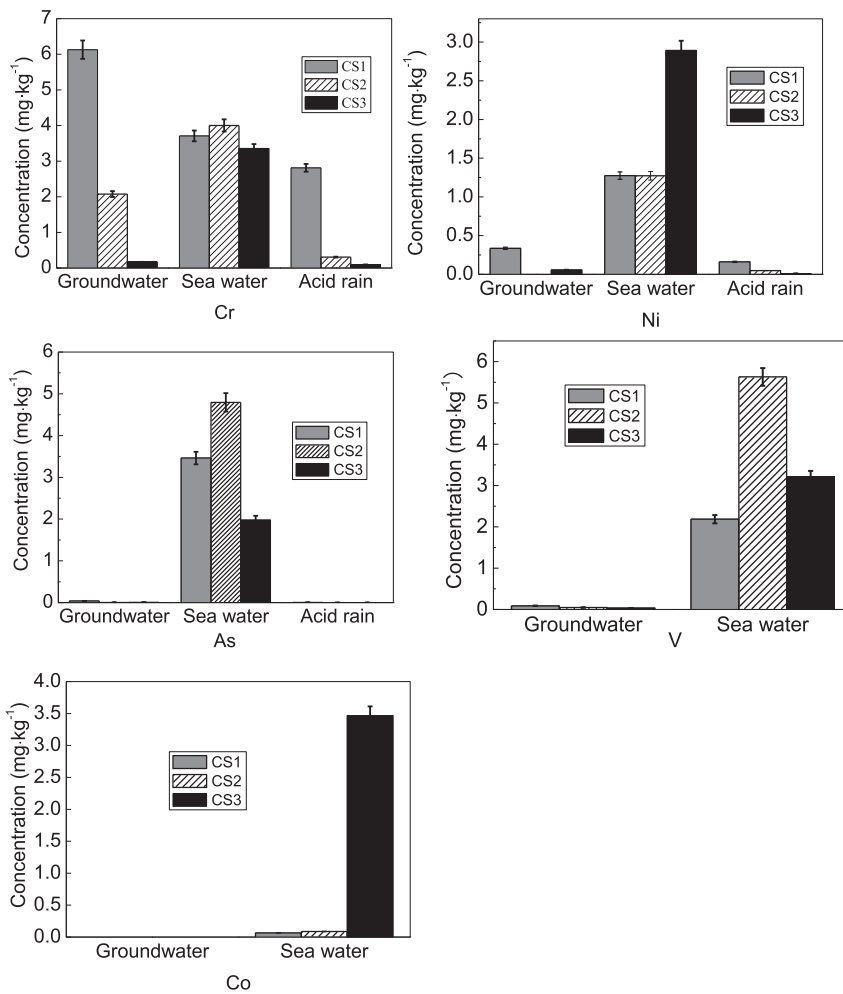 Concentration (mg·kg⁻¹)
7
6
5
4
3
2
1
0
CS1
CS2
CS3
Groundwater Sea water Acid rain
Cr
Concentration (mg·kg⁻¹)
3.0
2.5
2.0
1.5
1.0
0.5
0.0
CS1
CS2
CS3
Groundwater Sea water Acid rain
Ni
Concentration (mg·kg⁻¹)
6
5
4
3
2
1
0
CS1
CS2
CS3
Groundwater Sea water Acid rain
As
Concentration (mg·kg⁻¹)
6
5
4
3
2
1
0
CS1
CS2
CS3
Groundwater Sea water
V
Concentration (mg·kg⁻¹)
4.0
3.5
3.0
2.5
2.0
1.5
1.0
0.5
0.0
CS1
CS2
CS3
Groundwater Sea water
Co